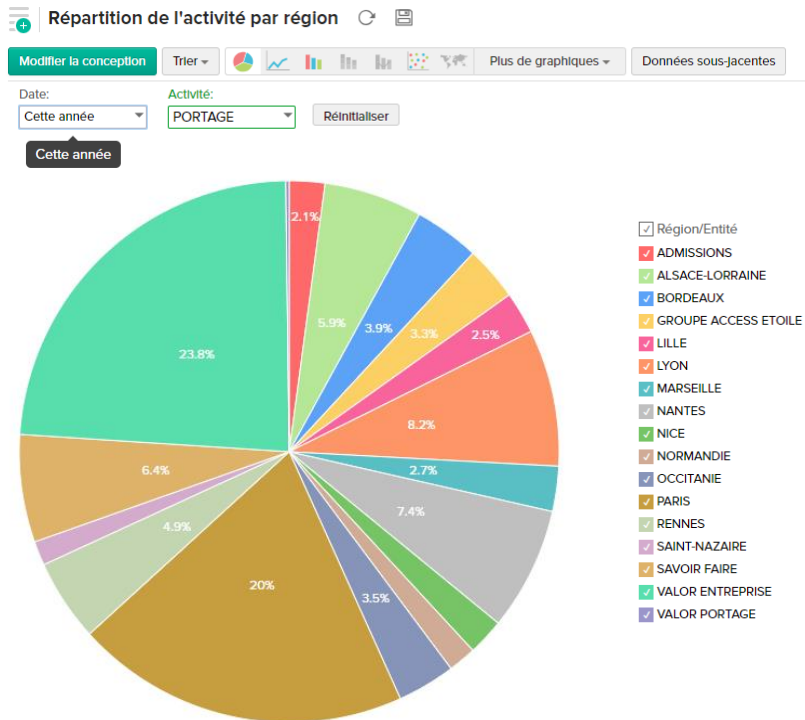 Répartition de l'activité par région
Modifier la conception Trier Plus de graphiques Données sous-jacentes
Date: Activité:
Cette année PORTAGE Réinitialiser
Cette année
2.1%
5.9%
3.9%
3.3%
2.5%
8.2%
2.7%
7.4%
3.5%
20%
4.9%
6.4%
23.8%
Région/Entité
ADMISSIONS
ALSACE-LORRAINE
BORDEAUX
GROUPE ACCESS ETOILE
LILLE
LYON
MARSEILLE
NANTES
NICE
NORMANDIE
OCCITANIE
PARIS
RENNES
SAINT-NAZAIRE
SAVOIR FAIRE
VALOR ENTREPRISE
VALOR PORTAGE